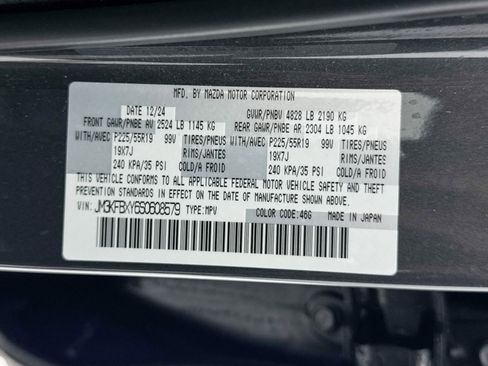 MFD. BY MAZDA MOTOR CORPORATION
DATE 12/24 GVWR/PNBV 4828 LB 2190 KG
FRONT GAWR/PNBE AV 2524 LB 1145 KG REAR GAWR/PNBE AR 2304 LB 1045 KG
WITH/AVEC P225/55R19 99V TIRES/PNEUS WITH/AVEC P225/55R19 99V TIRES/PNEUS
19X7J RIMS/JANTES 19X7J RIMS/JANTES
240 KPA/35 PSI COLD/A FROID 240 KPA/35 PSI COLD/A FROID
THIS VEHICLE CONFORMS TO ALL APPLICABLE FEDERAL MOTOR VEHICLE SAFETY AND THEFT
PREVENTION STANDARDS IN EFFECT ON THE DATE OF MANUFACTURE SHOWN ABOVE.
VIN: JM3KFBXY6S0608579 TYPE: MPV COLOR CODE: 46G MADE IN JAPAN